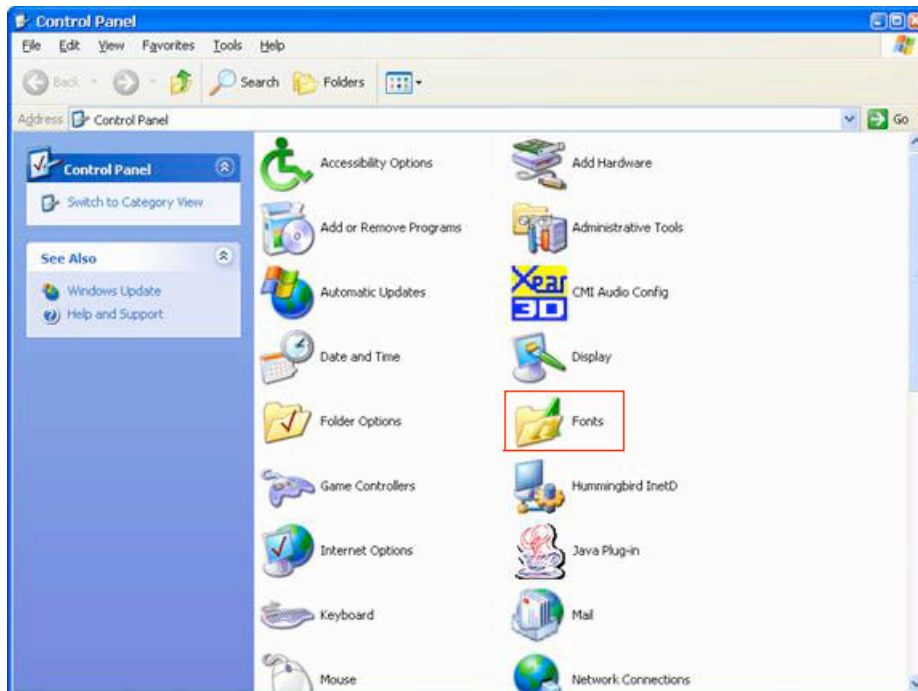 Control Panel
File Edit View Favorites Tools Help
Back Search Folders
Address Control Panel Go
Control Panel
Switch to Category View
See Also
Windows Update
Help and Support
Accessibility Options Add Hardware
Add or Remove Programs Administrative Tools
Automatic Updates Xear 3D CMI Audio Config
Date and Time Display
Folder Options Fonts
Game Controllers Hummingbird InetD
Internet Options Java Plug-in
Keyboard Mail
Mouse Network Connections